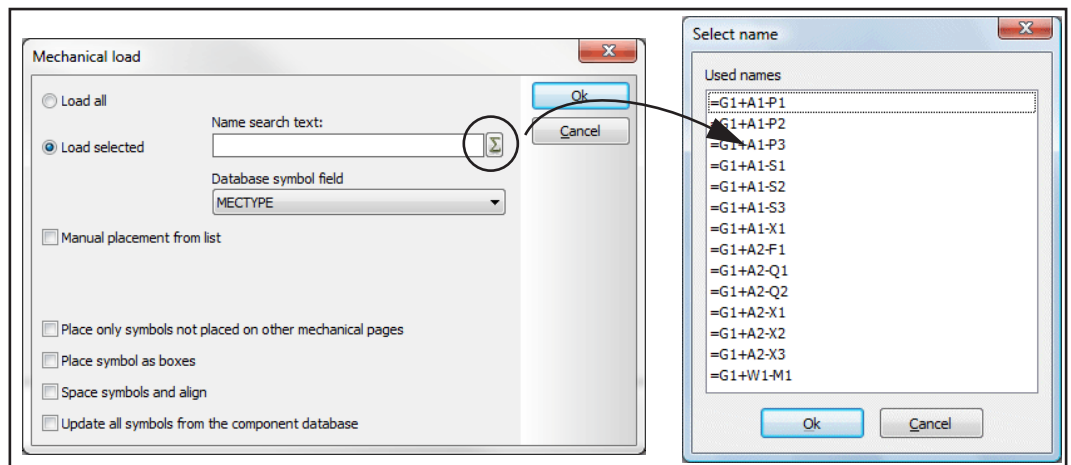 Mechanical load
Load all
Ok
Name search text:
Cancel
Load selected
Σ
Database symbol field
MECTYPE
Manual placement from list
Place only symbols not placed on other mechanical pages
Place symbol as boxes
Space symbols and align
Update all symbols from the component database
Select name
Used names
=G1+A1-P1
=G1+A1-P2
=G1+A1-P3
=G1+A1-S1
=G1+A1-S2
=G1+A1-S3
=G1+A1-X1
=G1+A2-F1
=G1+A2-Q1
=G1+A2-Q2
=G1+A2-X1
=G1+A2-X2
=G1+A2-X3
=G1+W1-M1
Ok
Cancel